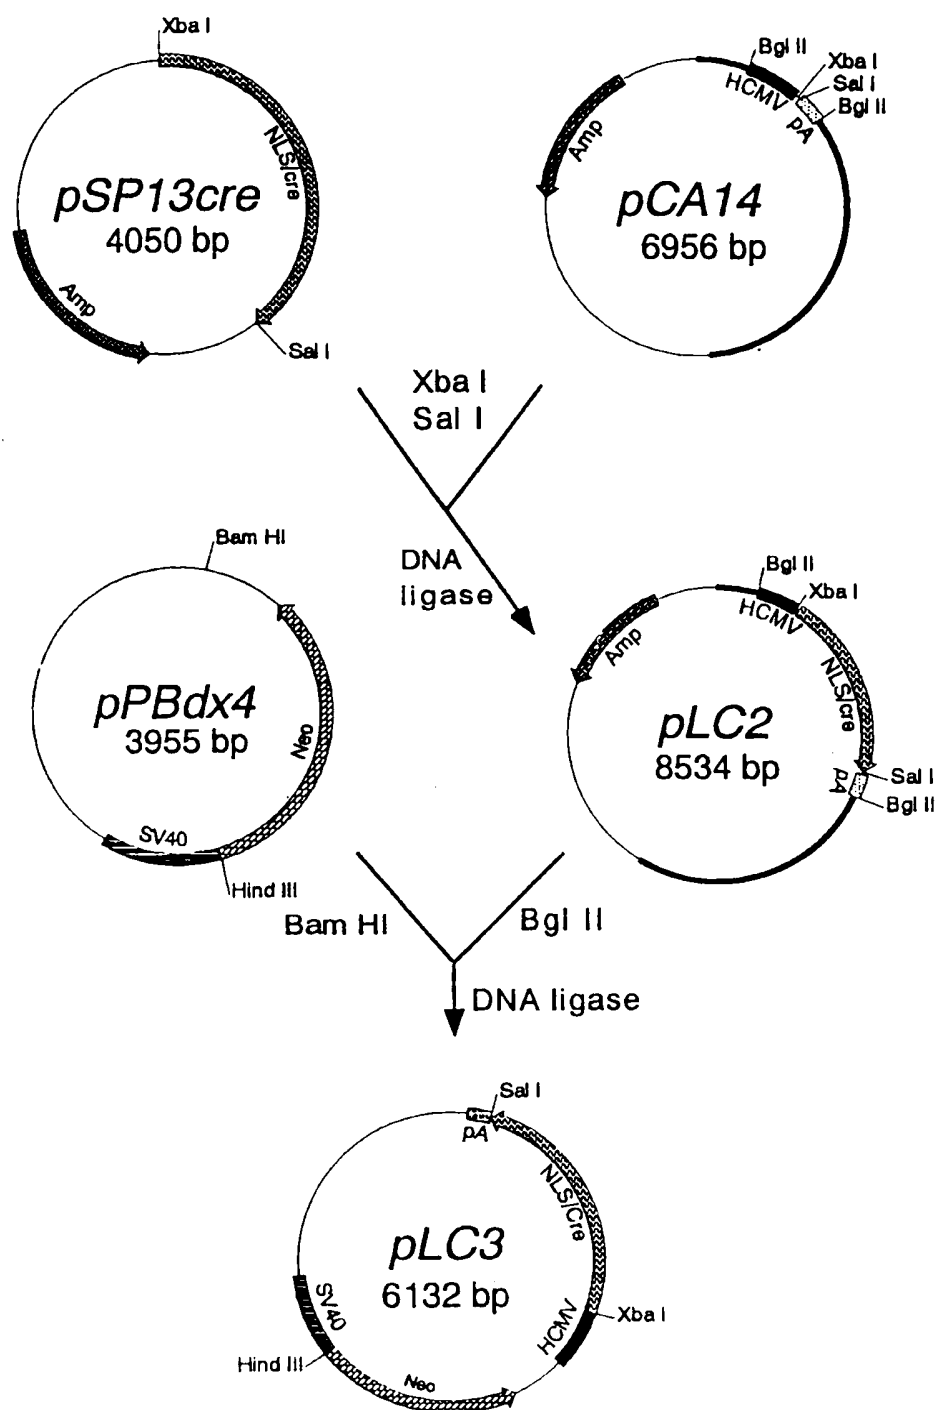 Xba I
NLS/cre
pSP13cre
4050 bp
Amp
Sal I
Bgl II
Xba I
Sal I
Bgl II
HCMV
pA
Amp
pCA14
6956 bp
Xba I
Sal I
DNA
ligase
Bam HI
pPBdx4
3955 bp
Neo
SV40
Hind III
Bgl II
Xba I
HCMV
Amp
NLS/cre
pLC2
8534 bp
Sal I
pA
Bgl II
Bam HI
Bgl II
DNA ligase
Sal I
pA
NLS/Cre
pLC3
6132 bp
SV40
HCMV
Xba I
Hind III
Neo